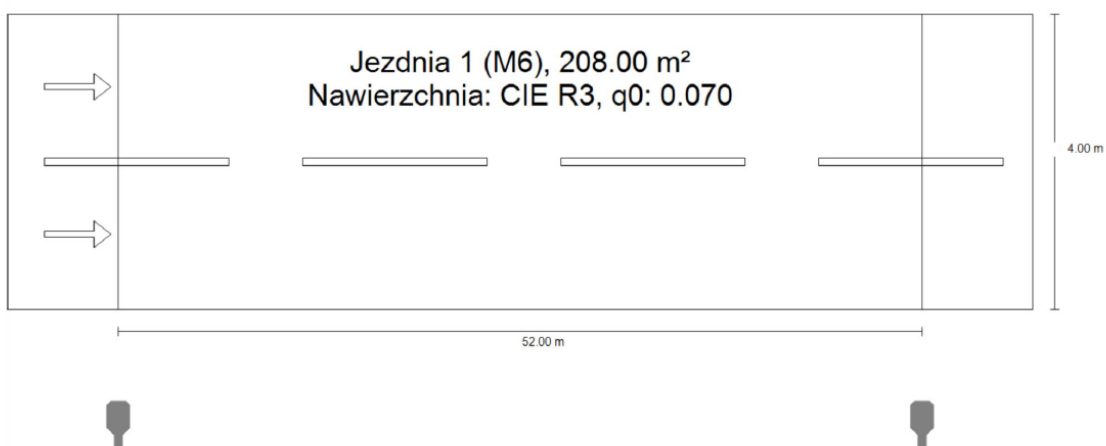 Jezdnia 1 (M6), 208.00 m²
Nawierzchnia: CIE R3, q0: 0.070
4.00 m
52.00 m